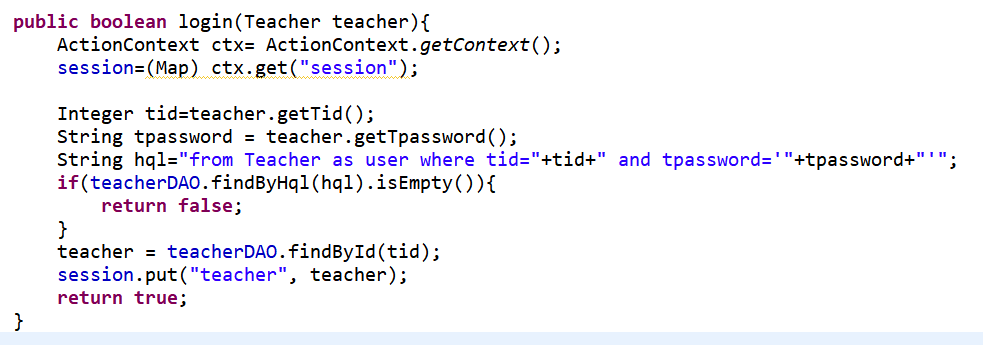 public boolean login(Teacher teacher){
    ActionContext ctx= ActionContext.getContext();
    session=(Map) ctx.get("session");

    Integer tid=teacher.getTid();
    String tpassword = teacher.getTpassword();
    String hql="from Teacher as user where tid="+tid+" and tpassword='"+tpassword+"'";
    if(teacherDAO.findByHql(hql).isEmpty()){
        return false;
    }
    teacher = teacherDAO.findById(tid);
    session.put("teacher", teacher);
    return true;
}